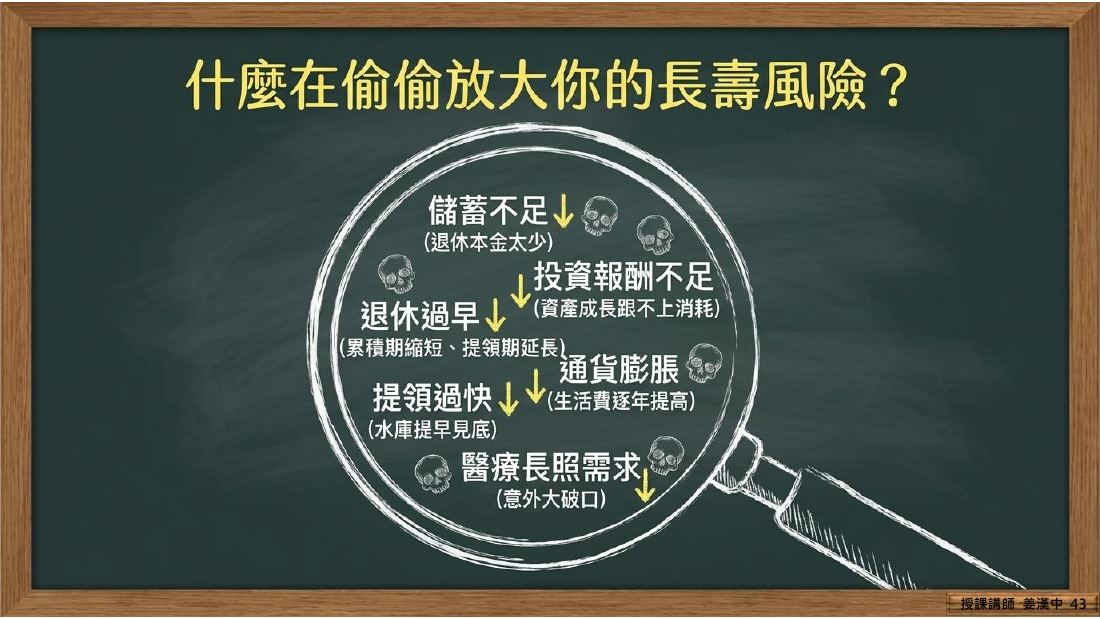 什麼在偷偷放大你的長壽風險？
儲蓄不足
(退休本金太少)
投資報酬不足
(資產成長跟不上消耗)
退休過早
(累積期縮短、提領期延長)
通貨膨脹
(生活費逐年提高)
提領過快
(水庫提早見底)
醫療長照需求
(意外大破口)
授課講師 姜漢中 43